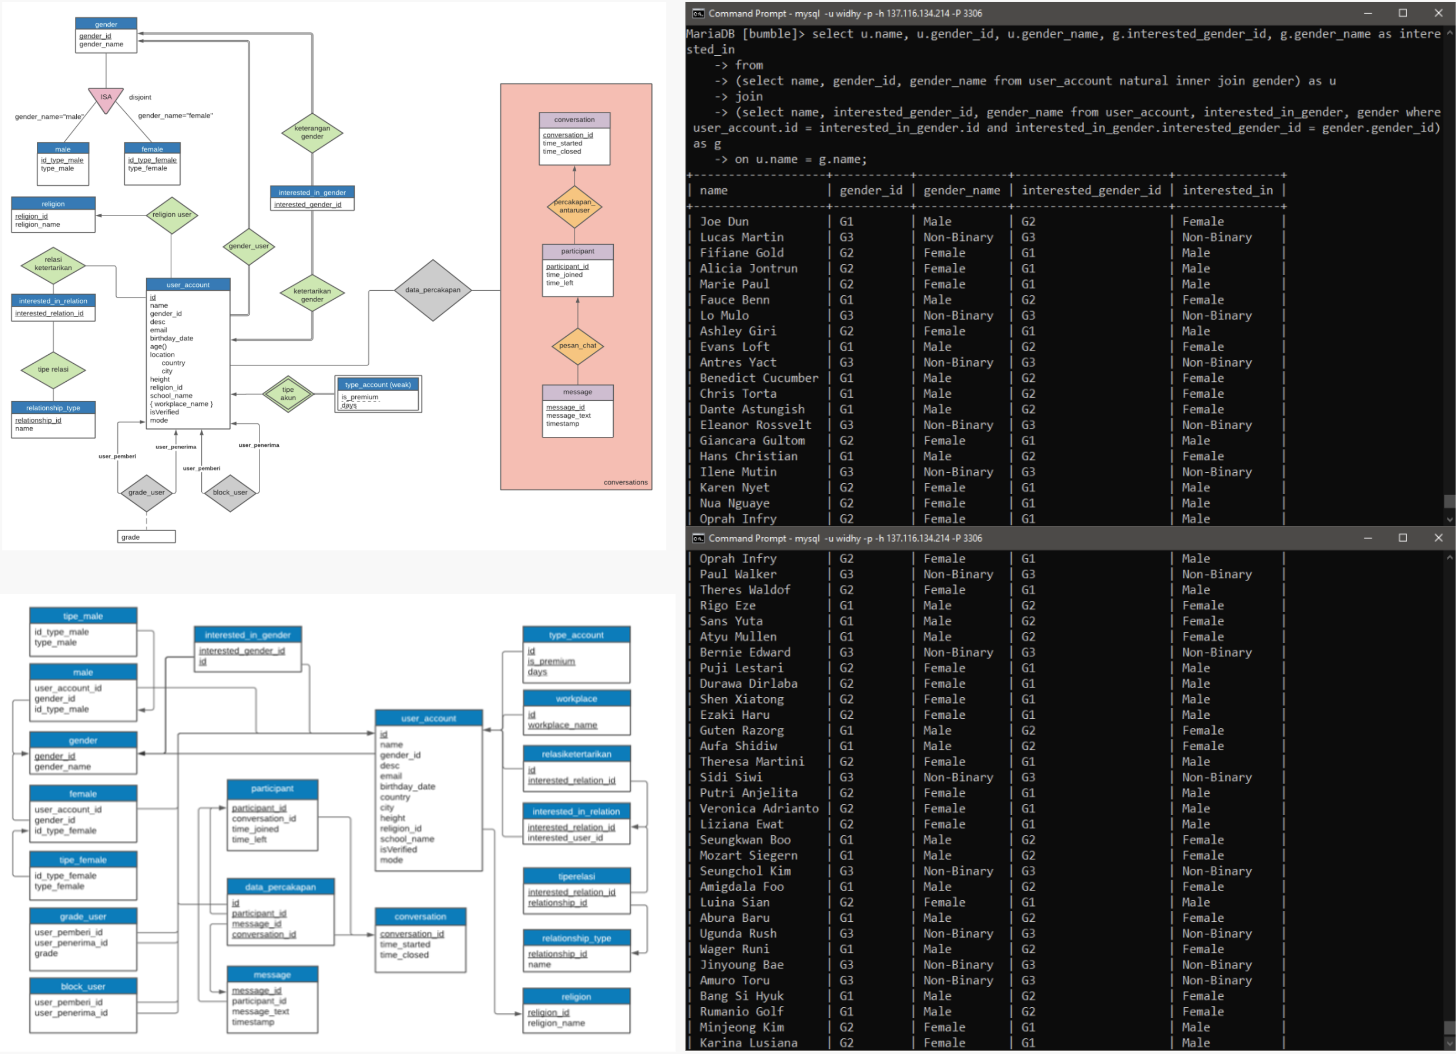 gender
gender_id
gender_name
ISA
disjoint
gender_name="male"
gender_name="female"
male
id_type_male
type_male
female
id_type_female
type_female
religion
religion_id
religion_name
religion user
relasi
ketertarikan
interested_in_relation
interested_relation_id
tipe relasi
relationship_type
relationship_id
name
keterangan
gender
interested_in_gender
interested_gender_id
gender_user
ketertarikan
gender
user_account
id
name
gender_id
desc
email
birthday_date
age()
location
country
city
height
religion_id
school_name
{ workplace_name }
isVerified
mode
tipe
akun
type_account (weak)
is_premium
days
user_pemberi
user_penerima
user_pemberi
user_penerima
grade_user
block_user
grade
data_percakapan
conversation
conversation_id
time_started
time_closed
percakapan_
antaruser
participant
participant_id
time_joined
time_left
pesan_chat
message
message_id
message_text
timestamp
conversations
tipe_male
id_type_male
type_male
male
user_account_id
gender_id
id_type_male
gender
gender_id
gender_name
female
user_account_id
gender_id
id_type_female
tipe_female
id_type_female
type_female
grade_user
user_pemberi_id
user_penerima_id
grade
block_user
user_pemberi_id
user_penerima_id
interested_in_gender
interested_gender_id
id
participant
participant_id
conversation_id
time_joined
time_left
data_percakapan
id
participant_id
message_id
conversation_id
message
message_id
participant_id
message_text
timestamp
user_account
id
name
gender_id
desc
email
birthday_date
country
city
height
religion_id
school_name
isVerified
mode
conversation
conversation_id
time_started
time_closed
type_account
id
is_premium
days
workplace
id
workplace_name
relasiketertarikan
id
interested_relation_id
interested_in_relation
interested_relation_id
interested_user_id
tiperelasi
interested_relation_id
relationship_id
relationship_type
relationship_id
name
religion
religion_id
religion_name
Command Prompt - mysql -u widhy -p -h 137.116.134.214 -P 3306
MariaDB [bumble]> select u.name, u.gender_id, u.gender_name, g.interested_gender_id, g.gender_name as intere
sted_in
-> from
-> (select name, gender_id, gender_name from user_account natural inner join gender) as u
-> join
-> (select name, interested_gender_id, gender_name from user_account, interested_in_gender, gender where
user_account.id = interested_in_gender.id and interested_in_gender.interested_gender_id = gender.gender_id)
as g
-> on u.name = g.name;
| name | gender_id | gender_name | interested_gender_id | interested_in |
| Joe Dun | G1 | Male | G2 | Female |
| Lucas Martin | G3 | Non-Binary | G3 | Non-Binary |
| Fifiane Gold | G2 | Female | G1 | Male |
| Alicia Jontrun | G2 | Female | G1 | Male |
| Marie Paul | G2 | Female | G1 | Male |
| Fauce Benn | G1 | Male | G2 | Female |
| Lo Mulo | G3 | Non-Binary | G3 | Non-Binary |
| Ashley Giri | G2 | Female | G1 | Male |
| Evans Loft | G1 | Male | G2 | Female |
| Antres Yact | G3 | Non-Binary | G3 | Non-Binary |
| Benedict Cucumber | G1 | Male | G2 | Female |
| Chris Torta | G1 | Male | G2 | Female |
| Dante Astungish | G1 | Male | G2 | Female |
| Eleanor Rossvelt | G3 | Non-Binary | G3 | Non-Binary |
| Giancara Gultom | G2 | Female | G1 | Male |
| Hans Christian | G1 | Male | G2 | Female |
| Ilene Mutin | G3 | Non-Binary | G3 | Non-Binary |
| Karen Nyet | G2 | Female | G1 | Male |
| Nua Nguaye | G2 | Female | G1 | Male |
| Oprah Infry | G2 | Female | G1 | Male |
Command Prompt - mysql -u widhy -p -h 137.116.134.214 -P 3306
| Oprah Infry | G2 | Female | G1 | Male |
| Paul Walker | G3 | Non-Binary | G3 | Non-Binary |
| Theres Waldof | G2 | Female | G1 | Male |
| Rigo Eze | G1 | Male | G2 | Female |
| Sans Yuta | G1 | Male | G2 | Female |
| Atyu Mullen | G1 | Male | G2 | Female |
| Bernie Edward | G3 | Non-Binary | G3 | Non-Binary |
| Puji Lestari | G2 | Female | G1 | Male |
| Durawa Dirlaba | G2 | Female | G1 | Male |
| Shen Xiatong | G2 | Female | G1 | Male |
| Ezaki Haru | G2 | Female | G1 | Male |
| Guten Razorg | G1 | Male | G2 | Female |
| Aufa Shidiw | G1 | Male | G2 | Female |
| Theresa Martini | G2 | Female | G1 | Male |
| Sidi Siwi | G3 | Non-Binary | G3 | Non-Binary |
| Putri Anjelita | G2 | Female | G1 | Male |
| Veronica Adrianto | G2 | Female | G1 | Male |
| Liziana Ewat | G2 | Female | G1 | Male |
| Seungkwan Boo | G1 | Male | G2 | Female |
| Mozart Siegern | G1 | Male | G2 | Female |
| Seungchol Kim | G3 | Non-Binary | G3 | Non-Binary |
| Amigdala Foo | G1 | Male | G2 | Female |
| Luina Sian | G2 | Female | G1 | Male |
| Abura Baru | G1 | Male | G2 | Female |
| Ugunda Rush | G3 | Non-Binary | G3 | Non-Binary |
| Wager Runi | G1 | Male | G2 | Female |
| Jinyoung Bae | G3 | Non-Binary | G3 | Non-Binary |
| Amuro Toru | G3 | Non-Binary | G3 | Non-Binary |
| Bang Si Hyuk | G1 | Male | G2 | Female |
| Rumanio Golf | G1 | Male | G2 | Female |
| Minjeong Kim | G2 | Female | G1 | Male |
| Karina Lusiana | G2 | Female | G1 | Male |